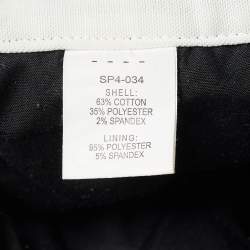 - - - -
SP4-034
SHELL:
63% COTTON
35% POLYESTER
2% SPANDEX
LINING:
95% POLYESTER
5% SPANDEX